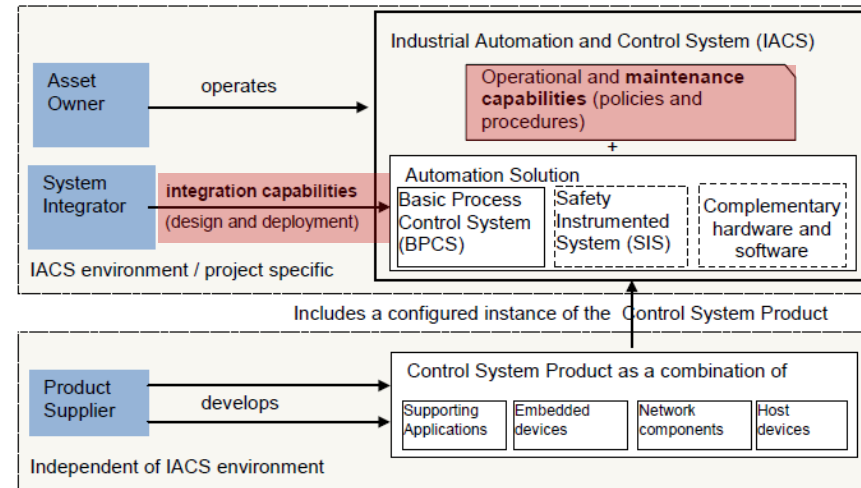 Industrial Automation and Control System (IACS)
Asset
Owner
operates
Operational and maintenance
capabilities (policies and
procedures)
+
Automation Solution
System
Integrator
integration capabilities
(design and deployment)
Basic Process
Control System
(BPCS)
Safety
Instrumented
System (SIS)
Complementary
hardware and
software
IACS environment / project specific
Includes a configured instance of the Control System Product
Product
Supplier
develops
Control System Product as a combination of
Supporting
Applications
Embedded
devices
Network
components
Host
devices
Independent of IACS environment